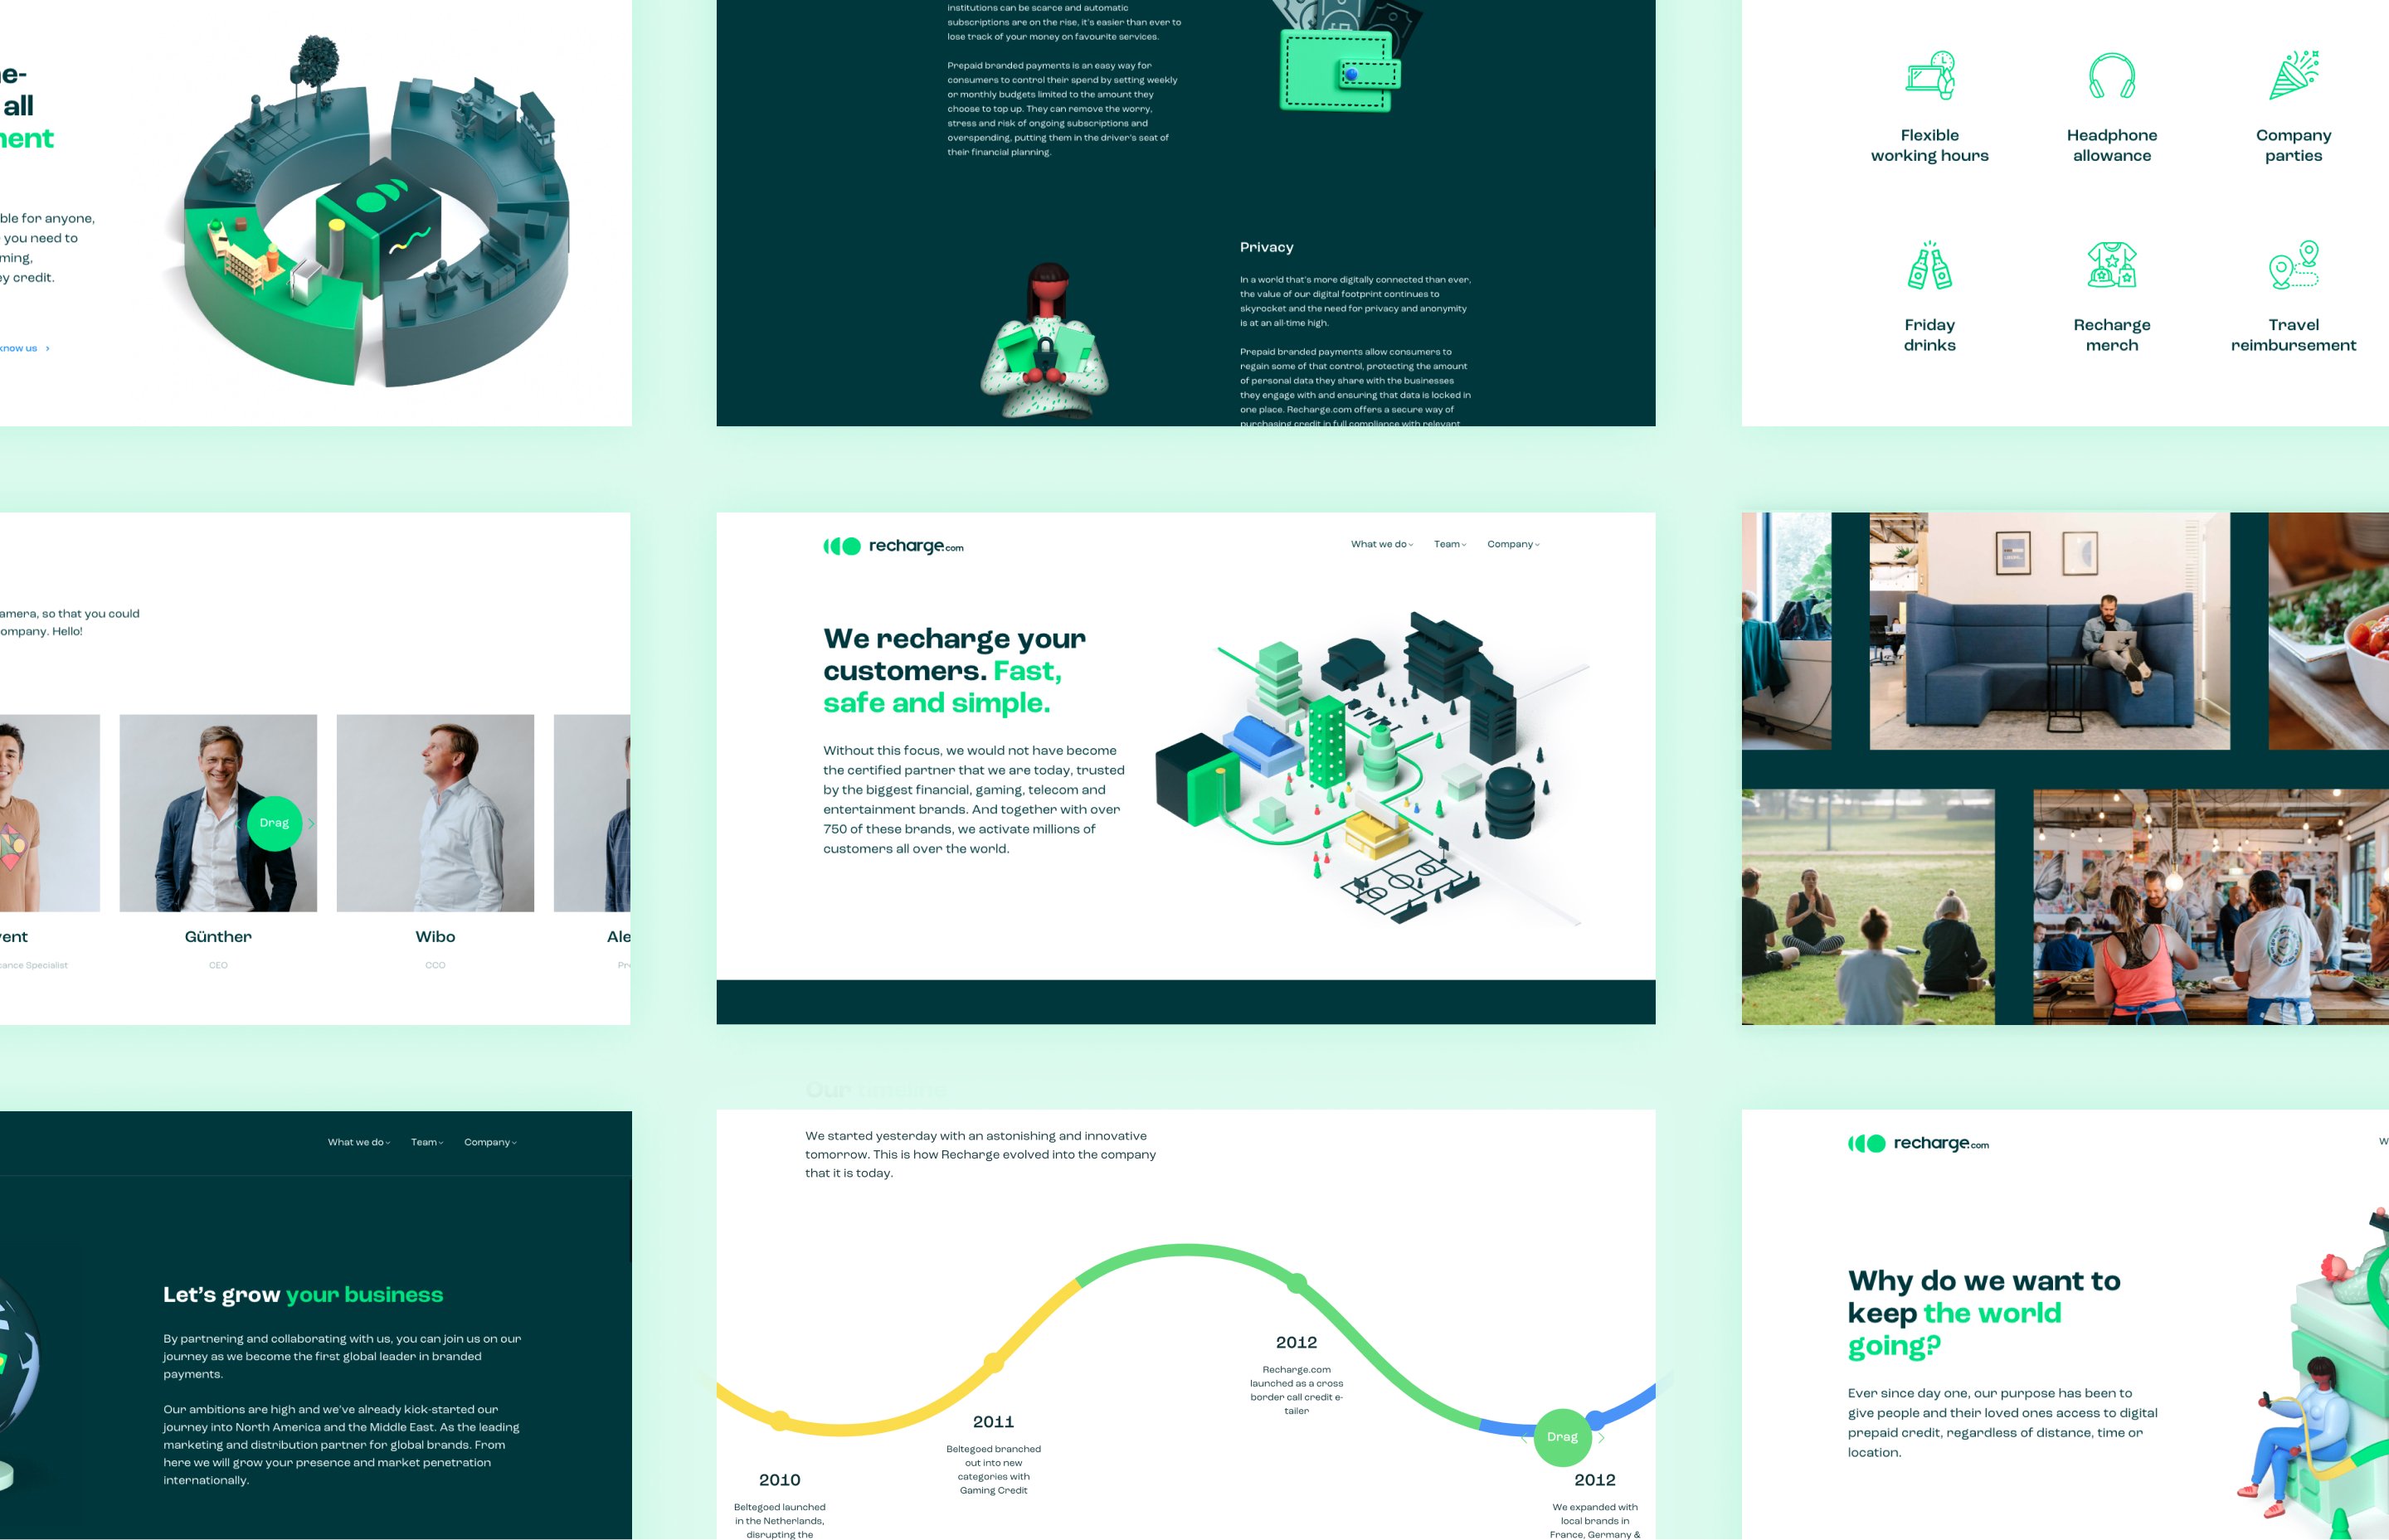 e-
all
nent
ble for anyone,
you need to
ming,
y credit.
know us
institutions can be scarce and automatic
subscriptions are on the rise, it's easier than ever to
lose track of your money on favourite services.
Prepaid branded payments is an easy way for
consumers to control their spend by setting weekly
or monthly budgets limited to the amount they
choose to top up. They can remove the worry,
stress and risk of ongoing subscriptions and
overspending, putting them in the driver's seat of
their financial planning.
Privacy
In a world that's more digitally connected than ever,
the value of our digital footprint continues to
skyrocket and the need for privacy and anonymity
is at an all-time high.
Prepaid branded payments allow consumers to
regain some of that control, protecting the amount
of personal data they share with the businesses
they engage with and ensuring that data is locked in
one place. Recharge.com offers a secure way of
purchasing credit in full compliance with relevant
Flexible
working hours
Headphone
allowance
Company
parties
Friday
drinks
Recharge
merch
Travel
reimbursement
amera, so that you could
ompany. Hello!
Drag
ent
ance Specialist
Günther
CEO
Wibo
CCO
Ale
Pr
recharge.com
What we do
Team
Company
We recharge your
customers. Fast,
safe and simple.
Without this focus, we would not have become
the certified partner that we are today, trusted
by the biggest financial, gaming, telecom and
entertainment brands. And together with over
750 of these brands, we activate millions of
customers all over the world.
What we do
Team
Company
Let's grow your business
By partnering and collaborating with us, you can join us on our
journey as we become the first global leader in branded
payments.
Our ambitions are high and we've already kick-started our
journey into North America and the Middle East. As the leading
marketing and distribution partner for global brands. From
here we will grow your presence and market penetration
internationally.
Our timeline
We started yesterday with an astonishing and innovative
tomorrow. This is how Recharge evolved into the company
that it is today.
2010
Beltegoed launched
in the Netherlands,
disrupting the
2011
Beltegoed branched
out into new
categories with
Gaming Credit
2012
Recharge.com
launched as a cross
border call credit e-
tailer
Drag
2012
We expanded with
local brands in
France, Germany &
recharge.com
W
Why do we want to
keep the world
going?
Ever since day one, our purpose has been to
give people and their loved ones access to digital
prepaid credit, regardless of distance, time or
location.